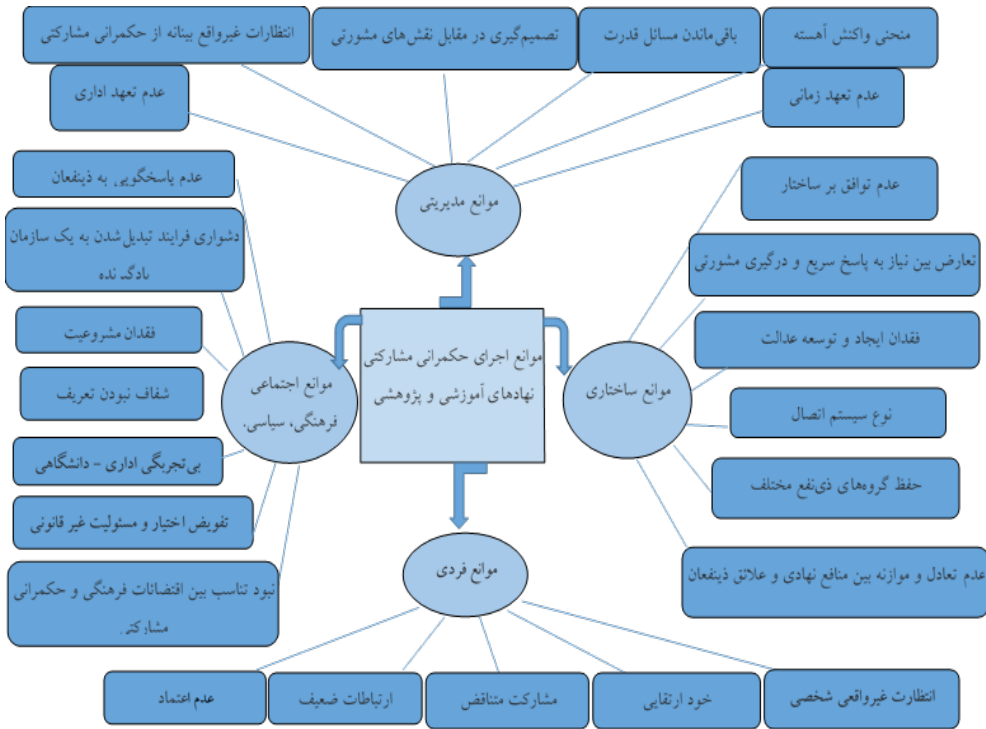 منحنی واکنش آهسته
باقی‌ماندن مسائل قدرت
تصمیم‌گیری در مقابل نقش‌های مشورتی
انتظارات غیرواقع بینانه از حکمرانی مشارکتی
عدم تعهد زمانی
عدم تعهد اداری
موانع مدیریتی
عدم توافق بر ساختار
تعارض بین نیاز به پاسخ سریع و درگیری مشورتی
فقدان ایجاد و توسعه عدالت
نوع سیستم اتصال
حفظ گروه‌های ذی‌نفع مختلف
عدم تعادل و موازنه بین منافع نهادی و علائق ذینفعان
موانع ساختاری
موانع اجرای حکمرانی مشارکتی
نهادهای آموزشی و پژوهشی
موانع اجتماعی
فرهنگی، سیاسی.
عدم پاسخگویی به ذینفعان
دشواری فرایند تبدیل شدن به یک سازمان
یادگیرنده
فقدان مشروعیت
شفاف نبودن تعریف
بی‌تجربگی اداری - دانشگاهی
تفویض اختیار و مسئولیت غیر قانونی
نبود تناسب بین اقتضائات فرهنگی و حکمرانی
مشارکتی.
موانع فردی
انتظارت غیرواقعی شخصی
خود ارتقایی
مشارکت متناقض
ارتباطات ضعیف
عدم اعتماد